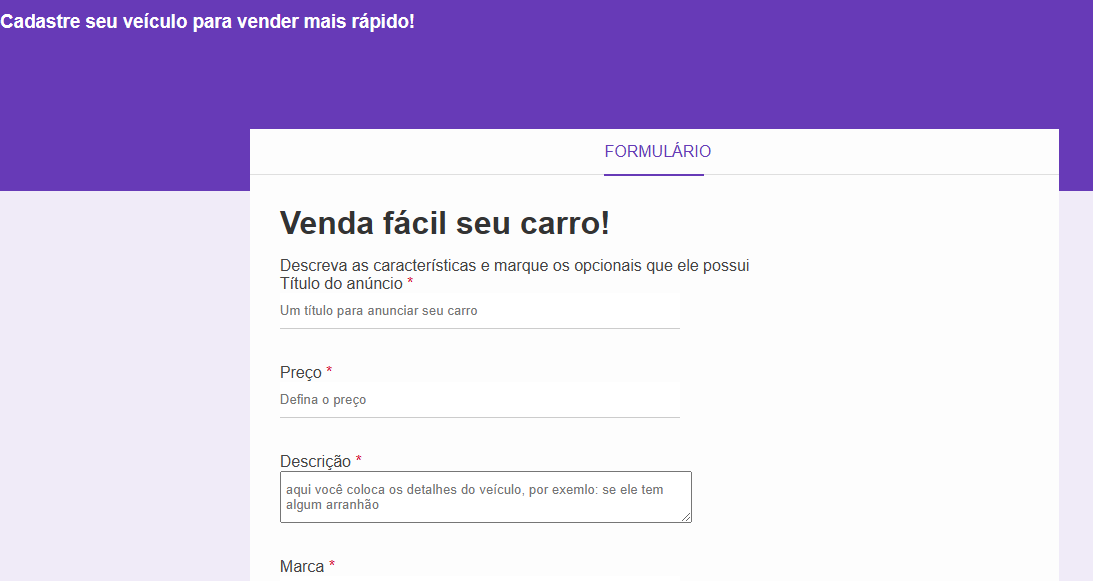 Cadastre seu veículo para vender mais rápido!
FORMULÁRIO
Venda fácil seu carro!
Descreva as características e marque os opcionais que ele possui
Título do anúncio *
Um título para anunciar seu carro
Preço *
Defina o preço
Descrição *
aqui você coloca os detalhes do veículo, por exemlo: se ele tem
algum arranhão
Marca *